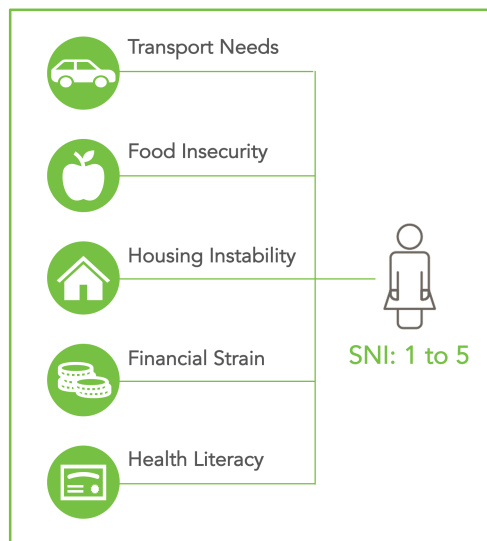 Transport Needs
Food Insecurity
Housing Instability
SNI: 1 to 5
Financial Strain
Health Literacy